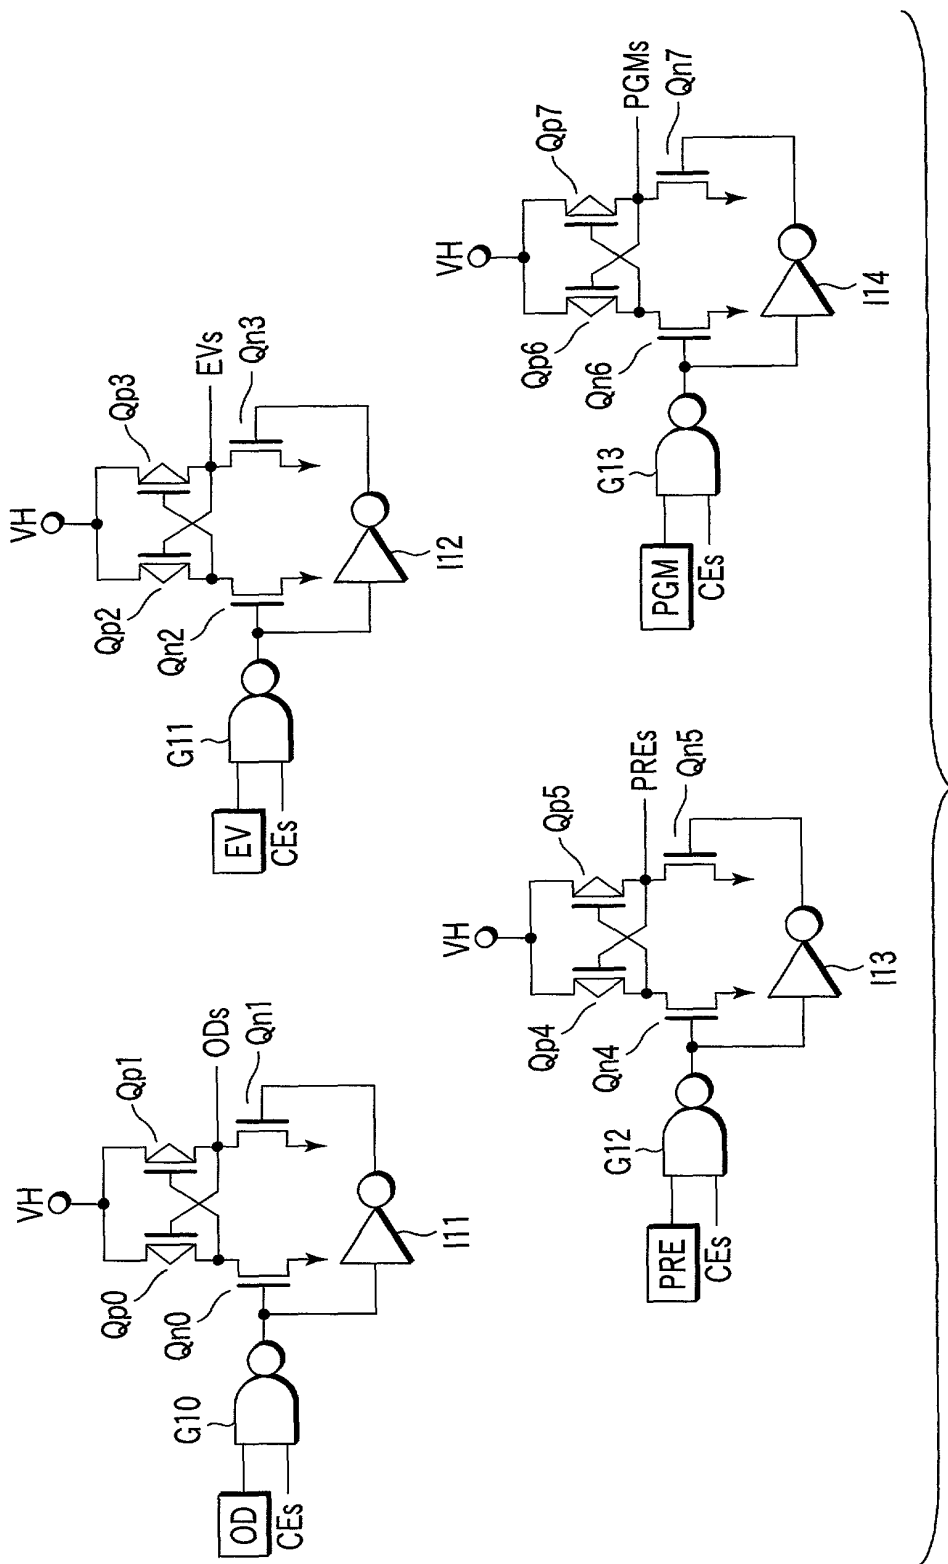 VH
Qp0
Qp1
ODs
Qn0
Qn1
G10
OD
CEs
I11
VH
Qp2
Qp3
EVs
Qn2
Qn3
G11
EV
CEs
I12
VH
Qp4
Qp5
PREs
Qn4
Qn5
G12
PRE
CEs
I13
VH
Qp6
Qp7
PGMs
Qn6
Qn7
G13
PGM
CEs
I14